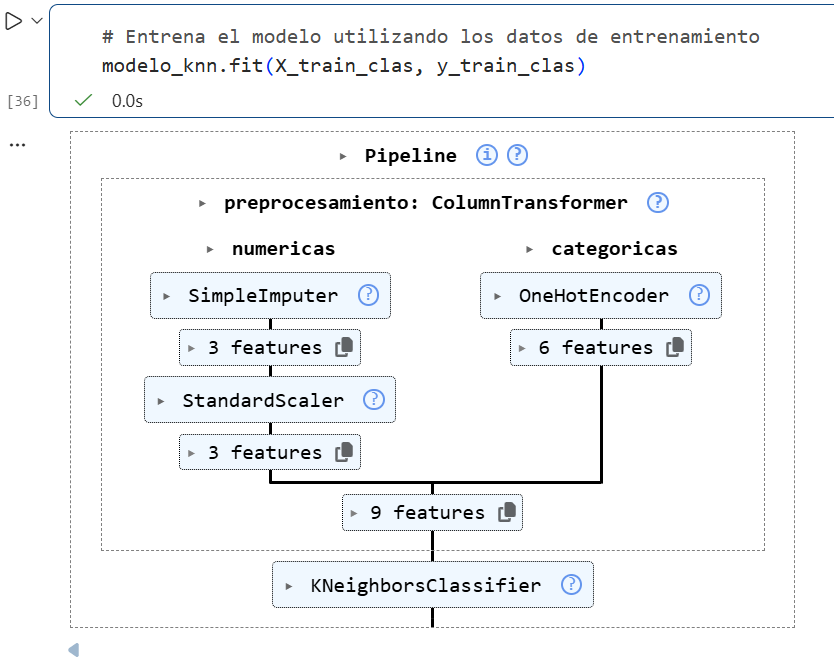 # Entrena el modelo utilizando los datos de entrenamiento
modelo_knn.fit(X_train_clas, y_train_clas)
[36]
0.0s
...
Pipeline
preprocesamiento: ColumnTransformer
numericas
categoricas
SimpleImputer
OneHotEncoder
3 features
6 features
StandardScaler
3 features
9 features
KNeighborsClassifier